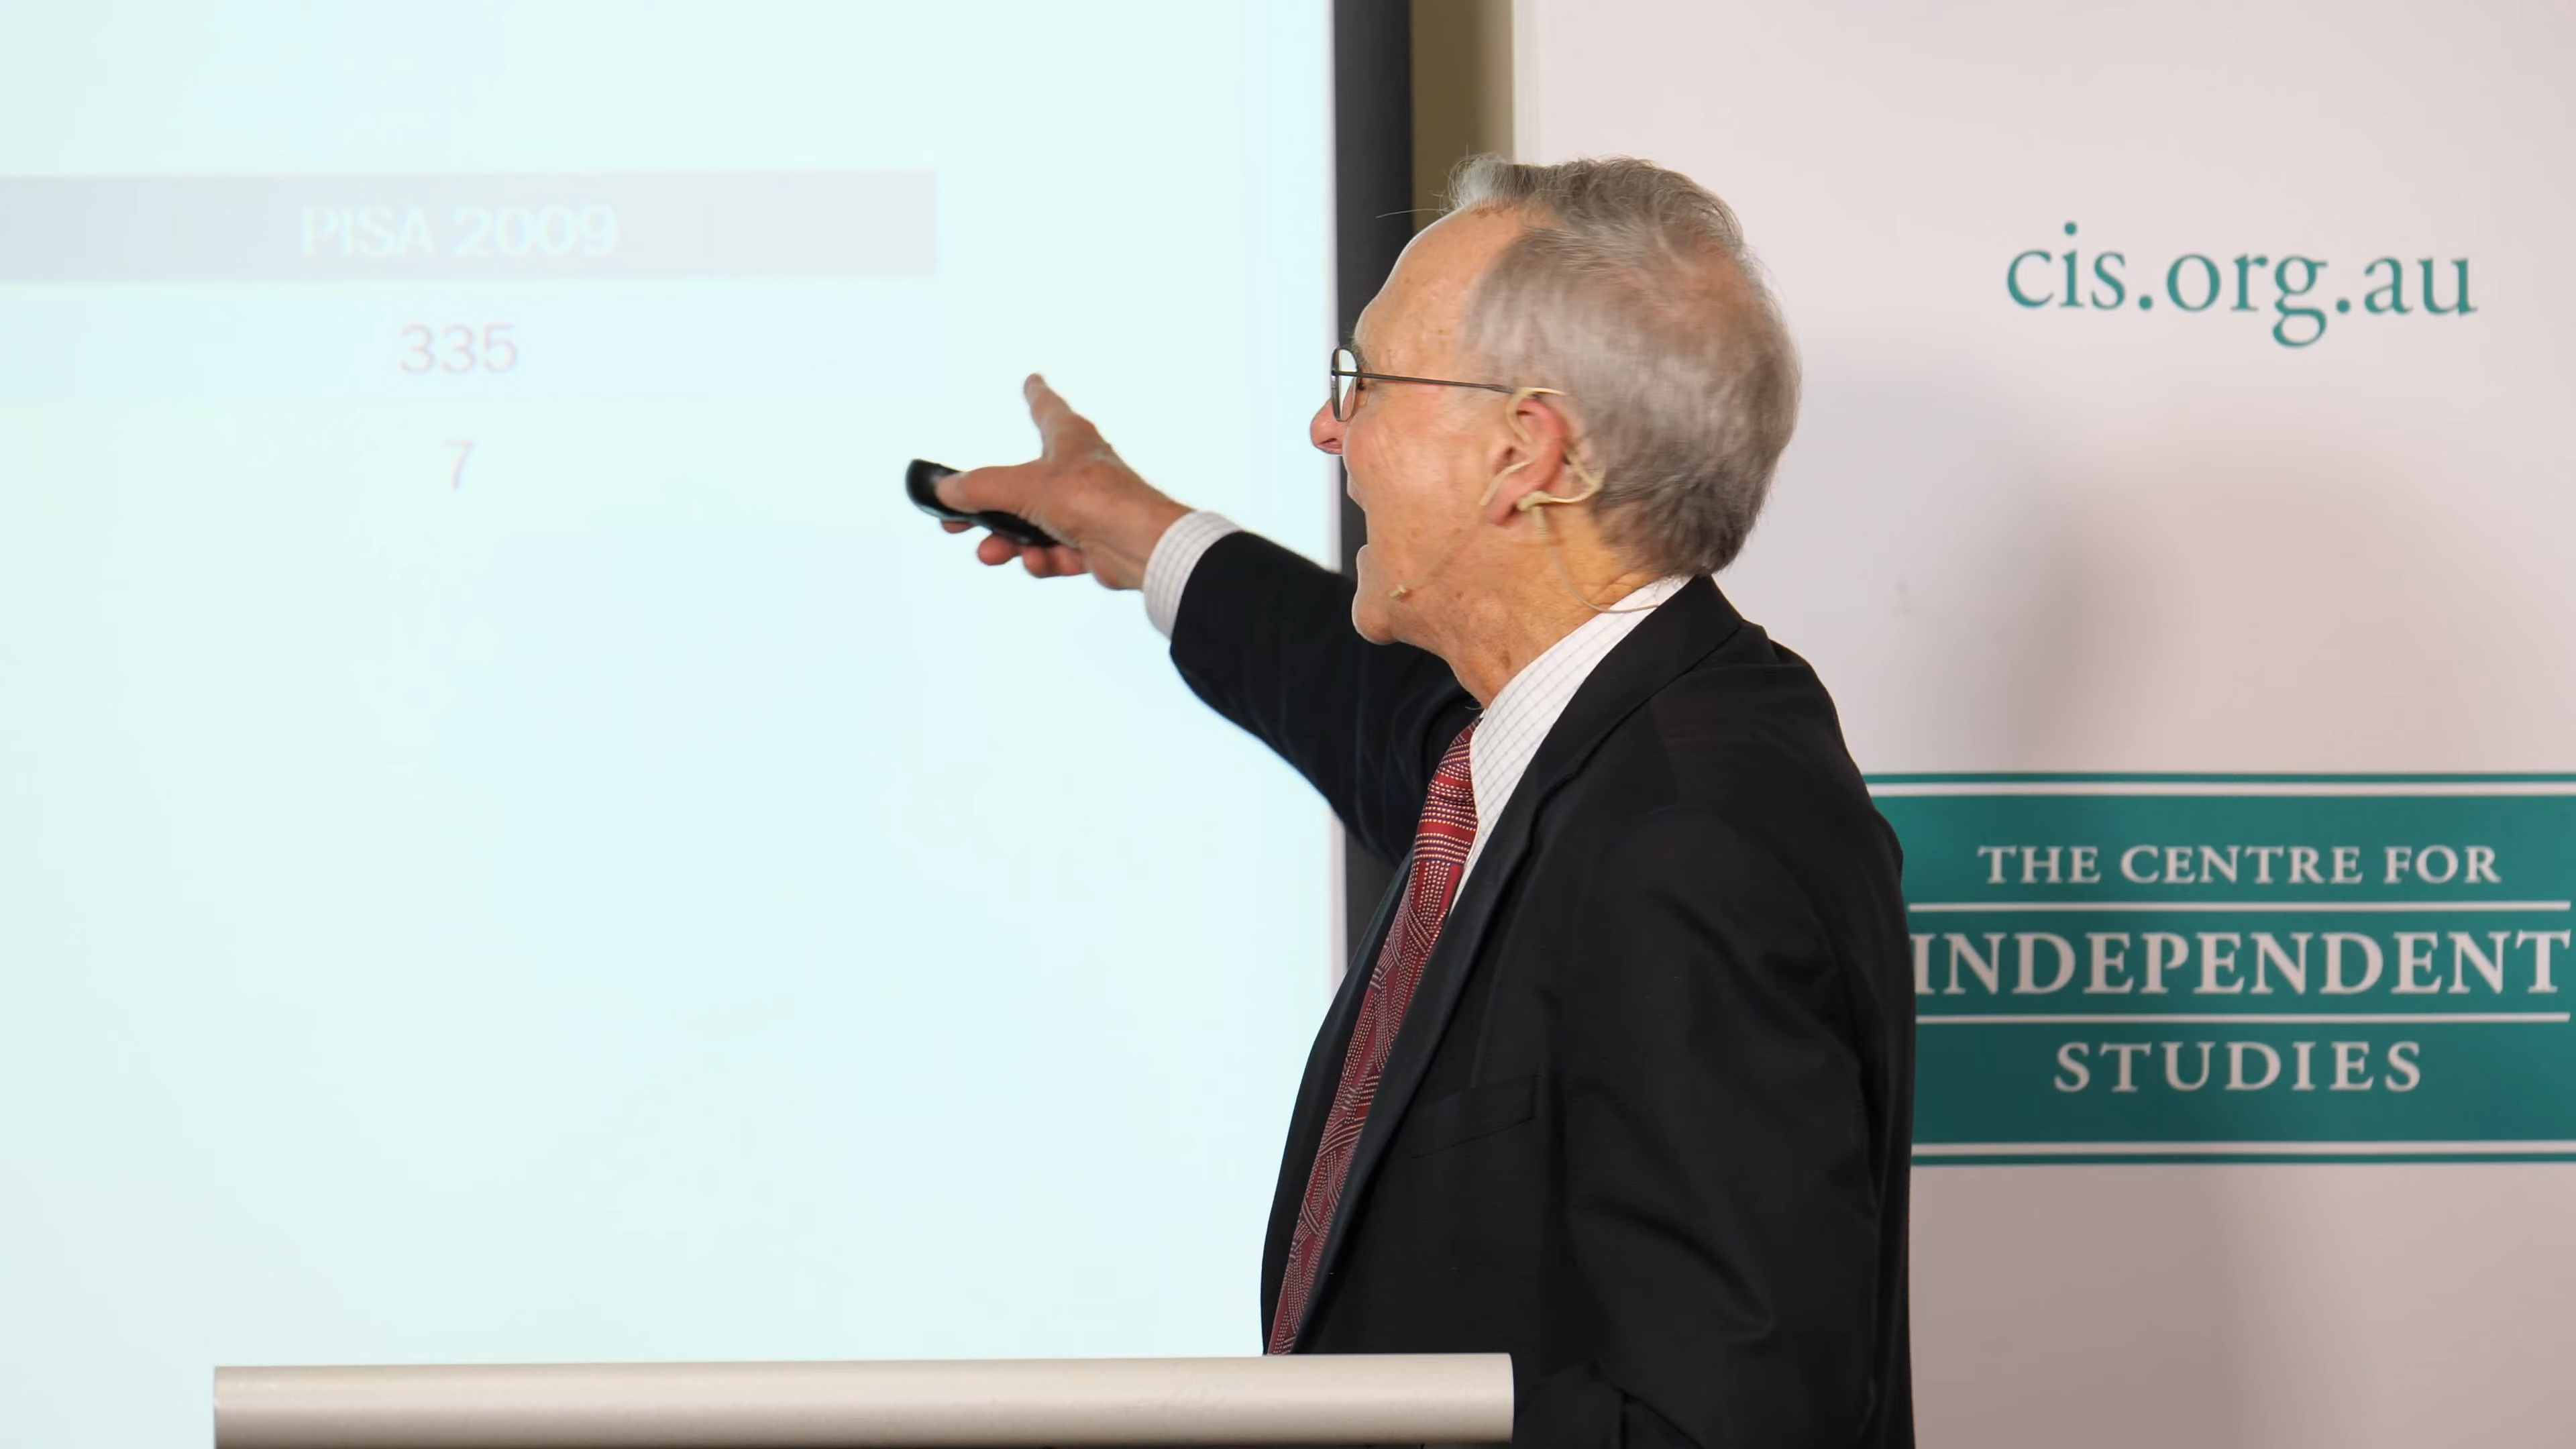 PISA 2009
335
7
cis.org.au
THE CENTRE FOR
INDEPENDENT
STUDIES